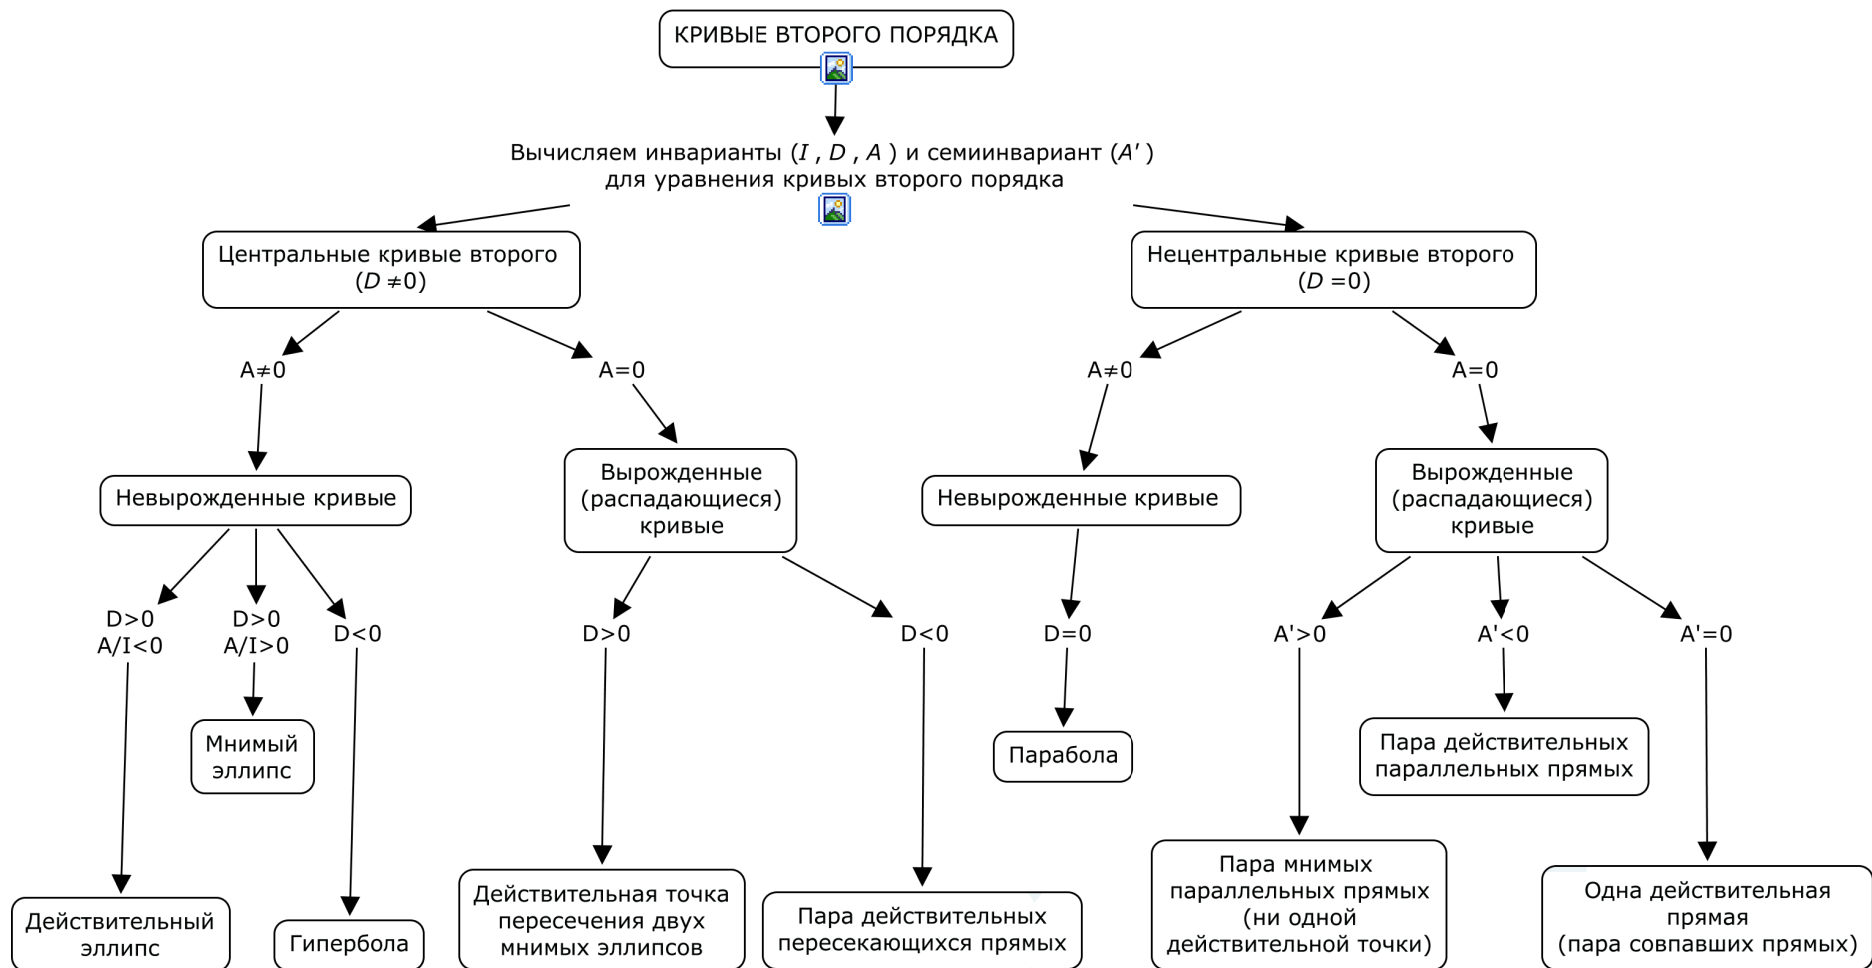 КРИВЫЕ ВТОРОГО ПОРЯДКА
Вычисляем инварианты (I , D , A ) и семиинвариант (A' )
для уравнения кривых второго порядка
Центральные кривые второго
(D ≠0)
Нецентральные кривые второго
(D =0)
A≠0
A=0
A≠0
A=0
Невырожденные кривые
Вырожденные
(распадающиеся)
кривые
Невырожденные кривые
Вырожденные
(распадающиеся)
кривые
D>0
A/I<0
D>0
A/I>0
D<0
D>0
D<0
D=0
A'>0
A'<0
A'=0
Мнимый
эллипс
Парабола
Пара действительных
параллельных прямых
Действительный
эллипс
Гипербола
Действительная точка
пересечения двух
мнимых эллипсов
Пара действительных
пересекающихся прямых
Пара мнимых
параллельных прямых
(ни одной
действительной точки)
Одна действительная
прямая
(пара совпавших прямых)